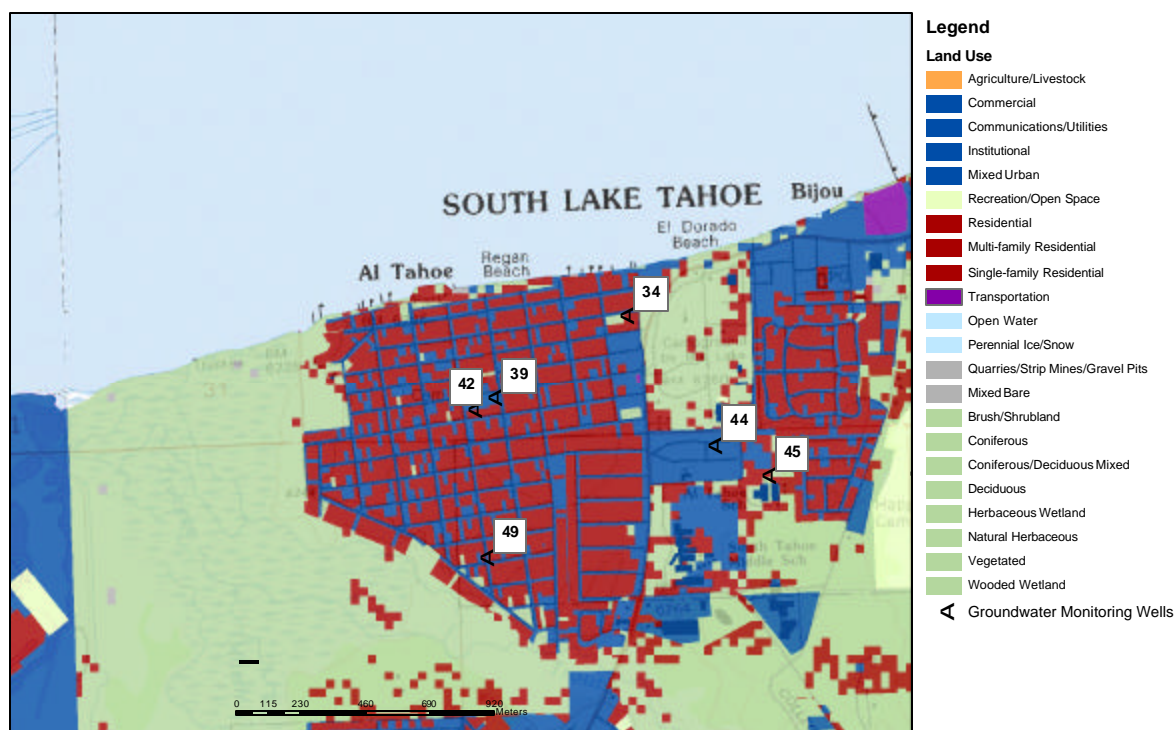 SOUTH LAKE TAHOE
Bijou
El Dorado
Beach
Regan
Beach
Al Tahoe
34
39
42
44
45
49
0 115 230 460 690 920
Meters
Legend
Land Use
Agriculture/Livestock
Commercial
Communications/Utilities
Institutional
Mixed Urban
Recreation/Open Space
Residential
Multi-family Residential
Single-family Residential
Transportation
Open Water
Perennial Ice/Snow
Quarries/Strip Mines/Gravel Pits
Mixed Bare
Brush/Shrubland
Coniferous
Coniferous/Deciduous Mixed
Deciduous
Herbaceous Wetland
Natural Herbaceous
Vegetated
Wooded Wetland
Groundwater Monitoring Wells